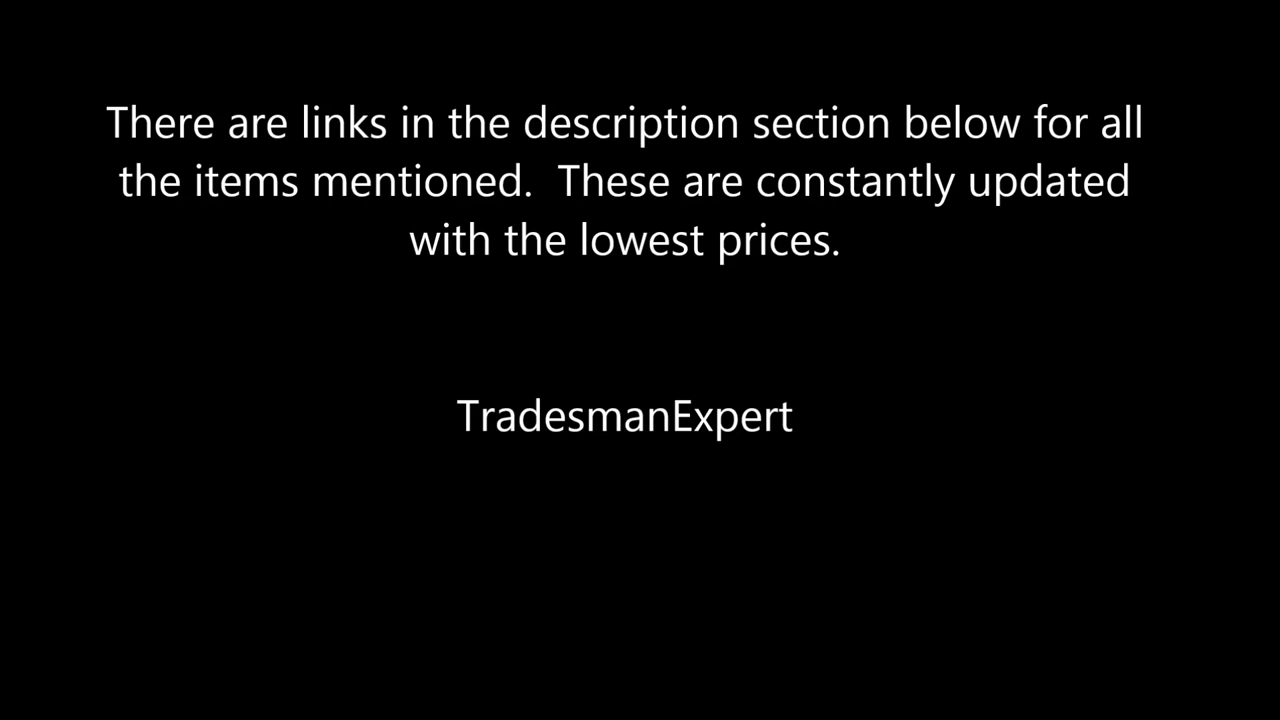 There are links in the description section below for all
the items mentioned.  These are constantly updated
with the lowest prices.
TradesmanExpert